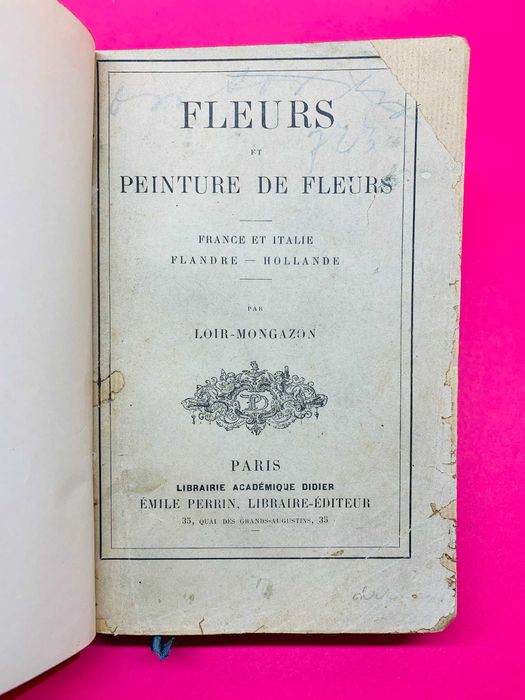 FLEURS
ET
PEINTURE DE FLEURS
FRANCE ET ITALIE
FLANDRE — HOLLANDE
PAR
LOIR-MONGAZON
PARIS
LIBRAIRIE ACADÉMIQUE DIDIER
ÉMILE PERRIN, LIBRAIRE-ÉDITEUR
35, QUAI DES GRANDS-AUGUSTINS, 35